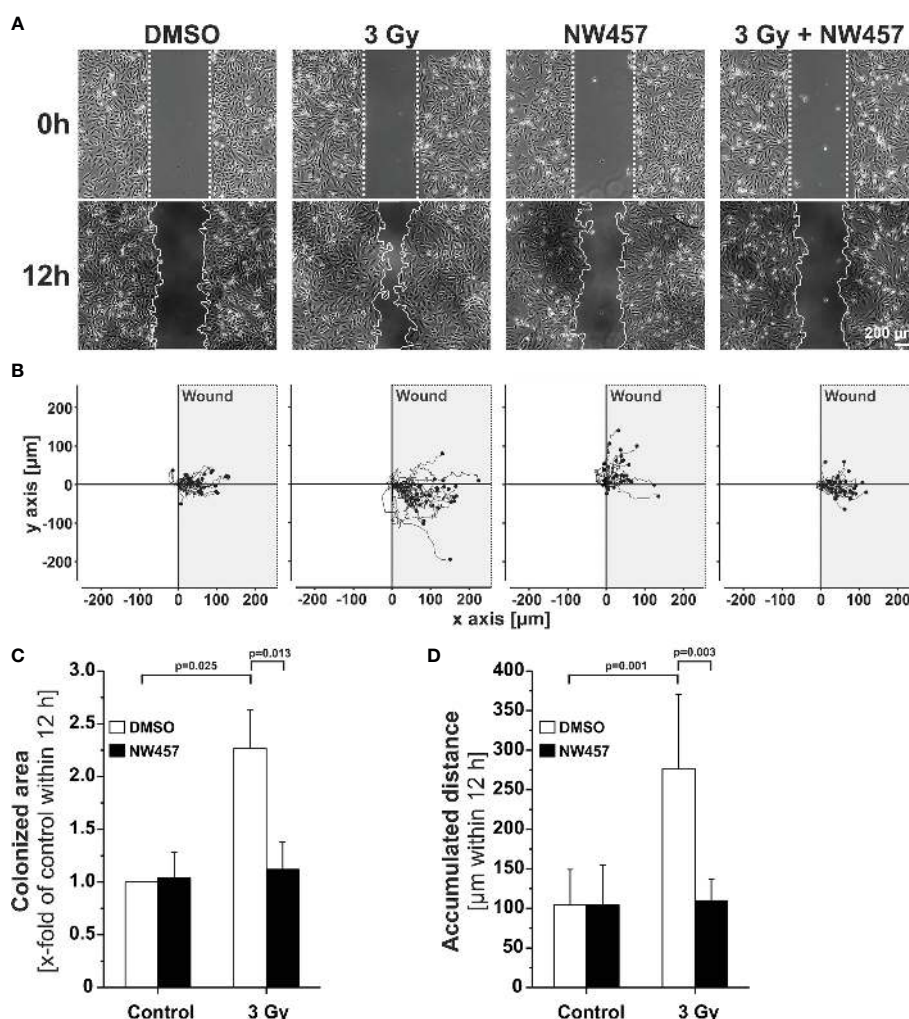 A
DMSO
3 Gy
NW457
3 Gy + NW457
0h
12h
200 µm
B
y axis [µm]
200
100
0
-100
-200
Wound
Wound
Wound
Wound
-200 -100 0 100 200
-200 -100 0 100 200
-200 -100 0 100 200
-200 -100 0 100 200
x axis [µm]
C
Colonized area
[x-fold of control within 12 h]
3.0
2.5
2.0
1.5
1.0
0.5
0
p=0.025
p=0.013
DMSO
NW457
Control
3 Gy
D
Accumulated distance
[µm within 12 h]
400
350
300
250
200
150
100
50
0
p=0.001
p=0.003
DMSO
NW457
Control
3 Gy